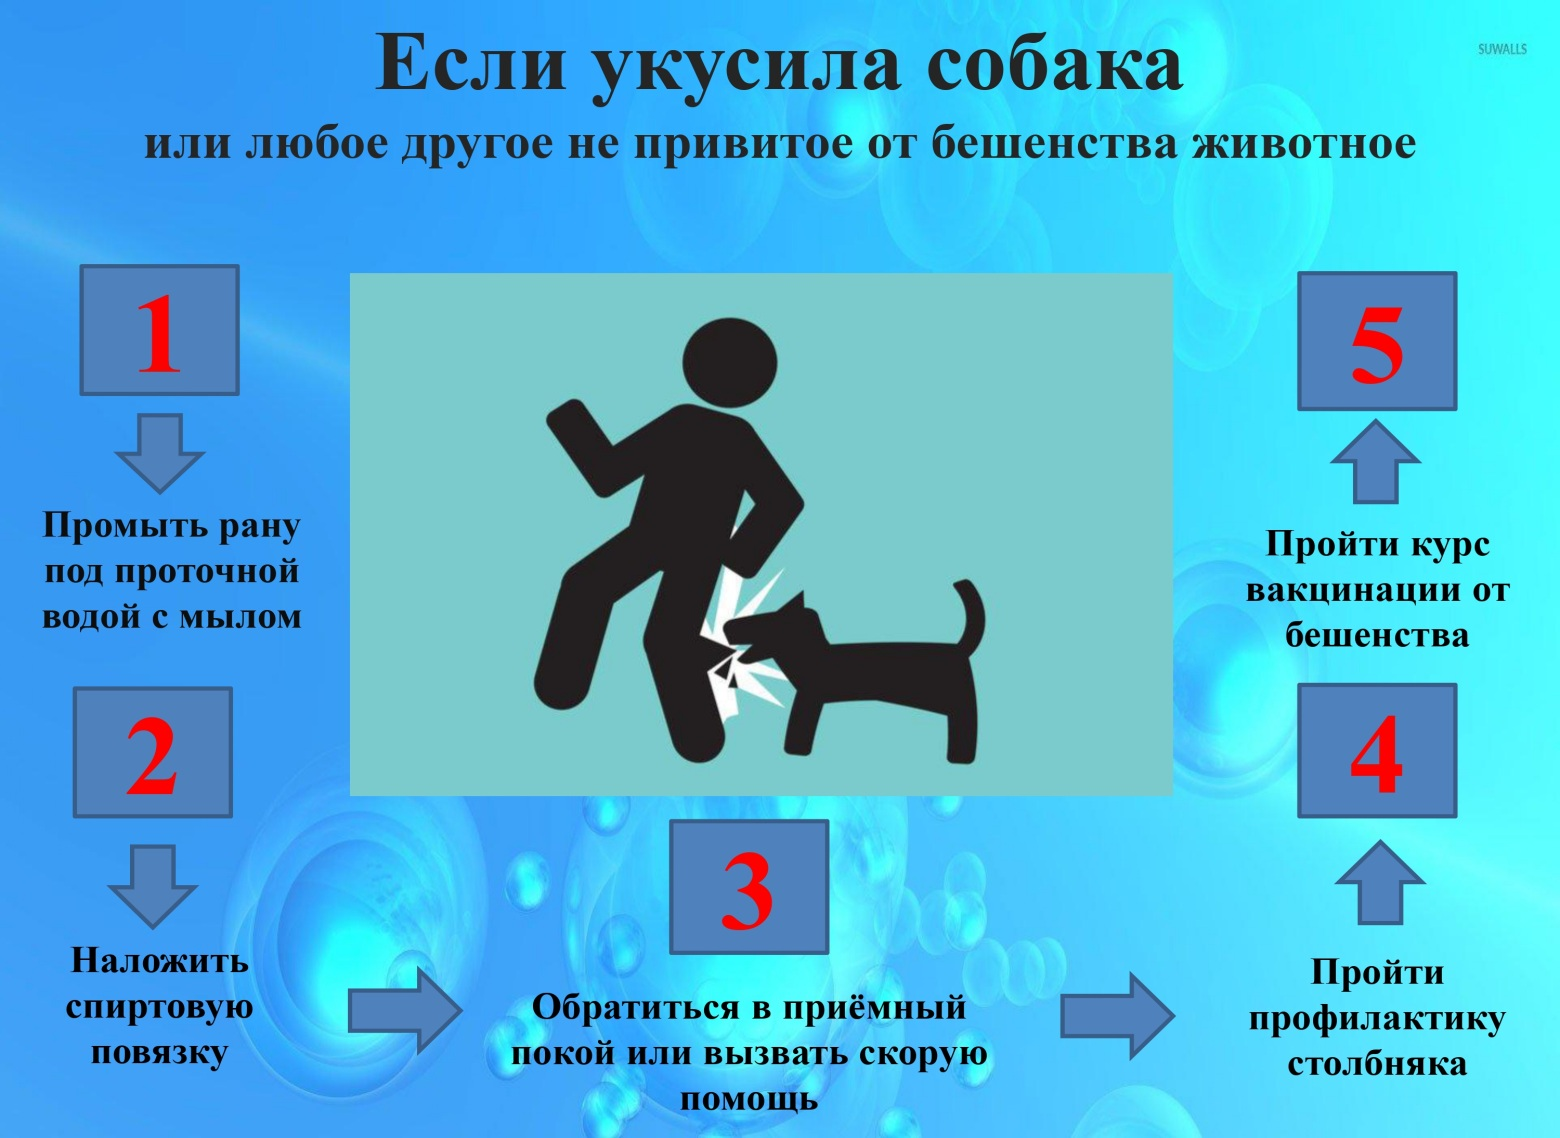 Если укусила собака
или любое другое не привитое от бешенства животное
SUWALLS
1
Промыть рану
под проточной
водой с мылом
2
Наложить
спиртовую
повязку
3
Обратиться в приёмный
покой или вызвать скорую
помощь
4
Пройти
профилактику
столбняка
5
Пройти курс
вакцинации от
бешенства